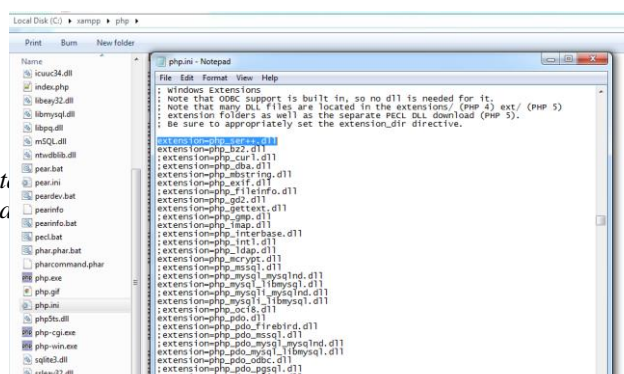 Local Disk (C:) ▸ xampp ▸ php ▸
Print Burn New folder
Name
icuuc34.dll
index.php
libeay32.dll
libmysql.dll
libpq.dll
mSQL.dll
ntwdblib.dll
pear.bat
pear.ini
peardev.bat
pearinfo
pearinfo.bat
pecl.bat
phar.phar.bat
pharcommand.phar
php.exe
php.gif
php.ini
php5ts.dll
php-cgi.exe
php-win.exe
sqlite3.dll
ssleay32.dll
php.ini - Notepad
File Edit Format View Help
; Windows Extensions
; Note that ODBC support is built in, so no dll is needed for it.
; Note that many DLL files are located in the extensions/ (PHP 4) ext/ (PHP 5)
; extension folders as well as the separate PECL DLL download (PHP 5).
; Be sure to appropriately set the extension_dir directive.
extension=php_ser++.dll
extension=php_bz2.dll
;extension=php_curl.dll
;extension=php_dba.dll
extension=php_mbstring.dll
extension=php_exif.dll
;extension=php_fileinfo.dll
extension=php_gd2.dll
extension=php_gettext.dll
;extension=php_gmp.dll
extension=php_imap.dll
;extension=php_interbase.dll
;extension=php_intl.dll
;extension=php_ldap.dll
extension=php_mcrypt.dll
;extension=php_mssql.dll
;extension=php_mysql_mysqlnd.dll
extension=php_mysql_libmysql.dll
;extension=php_mysqli_mysqlnd.dll
extension=php_mysqli_libmysql.dll
;extension=php_oci8.dll
extension=php_pdo.dll
;extension=php_pdo_firebird.dll
;extension=php_pdo_mssql.dll
;extension=php_pdo_mysql_mysqlnd.dll
extension=php_pdo_mysql_libmysql.dll
;extension=php_pdo_odbc.dll
;extension=php_pdo_pgsql.dll